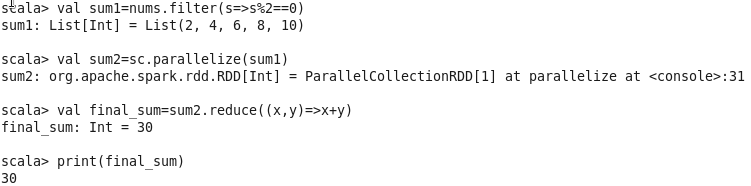 scala> val sum1=nums.filter(s=>s%2==0)
sum1: List[Int] = List(2, 4, 6, 8, 10)
scala> val sum2=sc.parallelize(sum1)
sum2: org.apache.spark.rdd.RDD[Int] = ParallelCollectionRDD[1] at parallelize at <console>:31
scala> val final_sum=sum2.reduce((x,y)=>x+y)
final_sum: Int = 30
scala> print(final_sum)
30